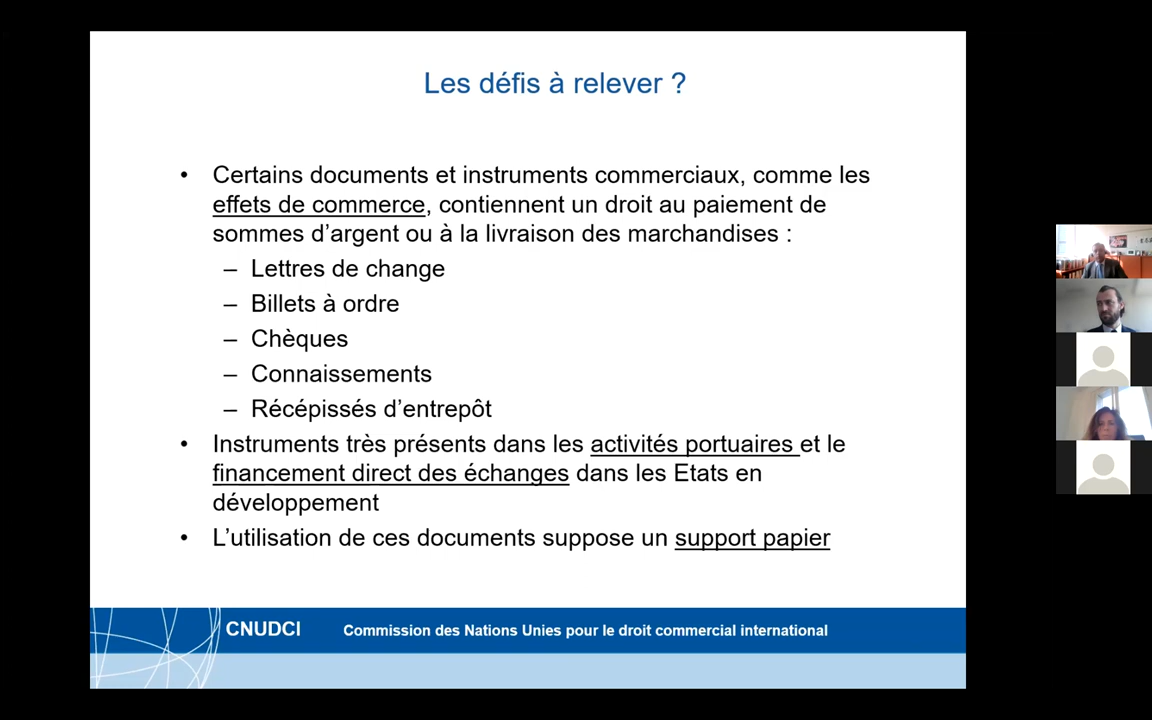 Les défis à relever ?
• Certains documents et instruments commerciaux, comme les
effets de commerce, contiennent un droit au paiement de
sommes d’argent ou à la livraison des marchandises :
– Lettres de change
– Billets à ordre
– Chèques
– Connaissements
– Récépissés d’entrepôt
• Instruments très présents dans les activités portuaires et le
financement direct des échanges dans les Etats en
développement
• L’utilisation de ces documents suppose un support papier
CNUDCI Commission des Nations Unies pour le droit commercial international